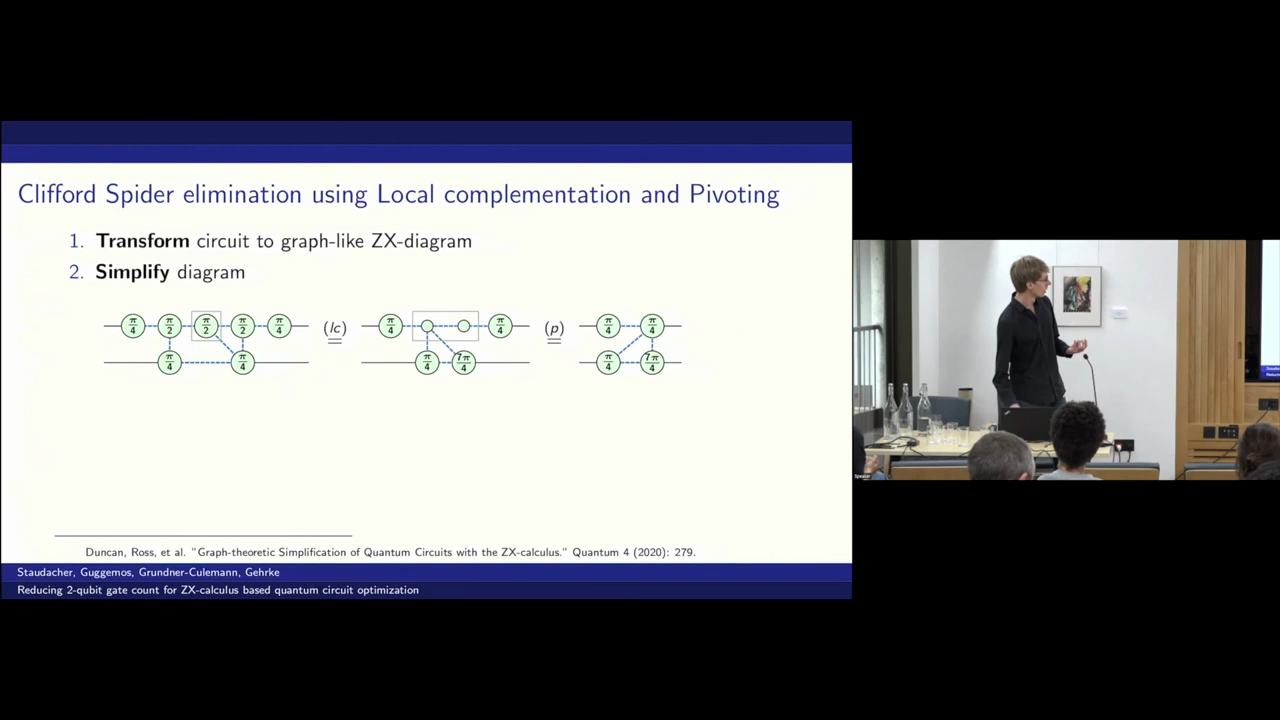 Clifford Spider elimination using Local complementation and Pivoting
1. Transform circuit to graph-like ZX-diagram
2. Simplify diagram
π/4 π/2 π/2 π/2 π/4 (lc) π/4 π/4 (p) π/4 π/4
π/4 π/4 π/4 7π/4 π/4 7π/4
Duncan, Ross, et al. "Graph-theoretic Simplification of Quantum Circuits with the ZX-calculus." Quantum 4 (2020): 279.
Staudacher, Guggemos, Grundner-Culemann, Gehrke
Reducing 2-qubit gate count for ZX-calculus based quantum circuit optimization
Speaker